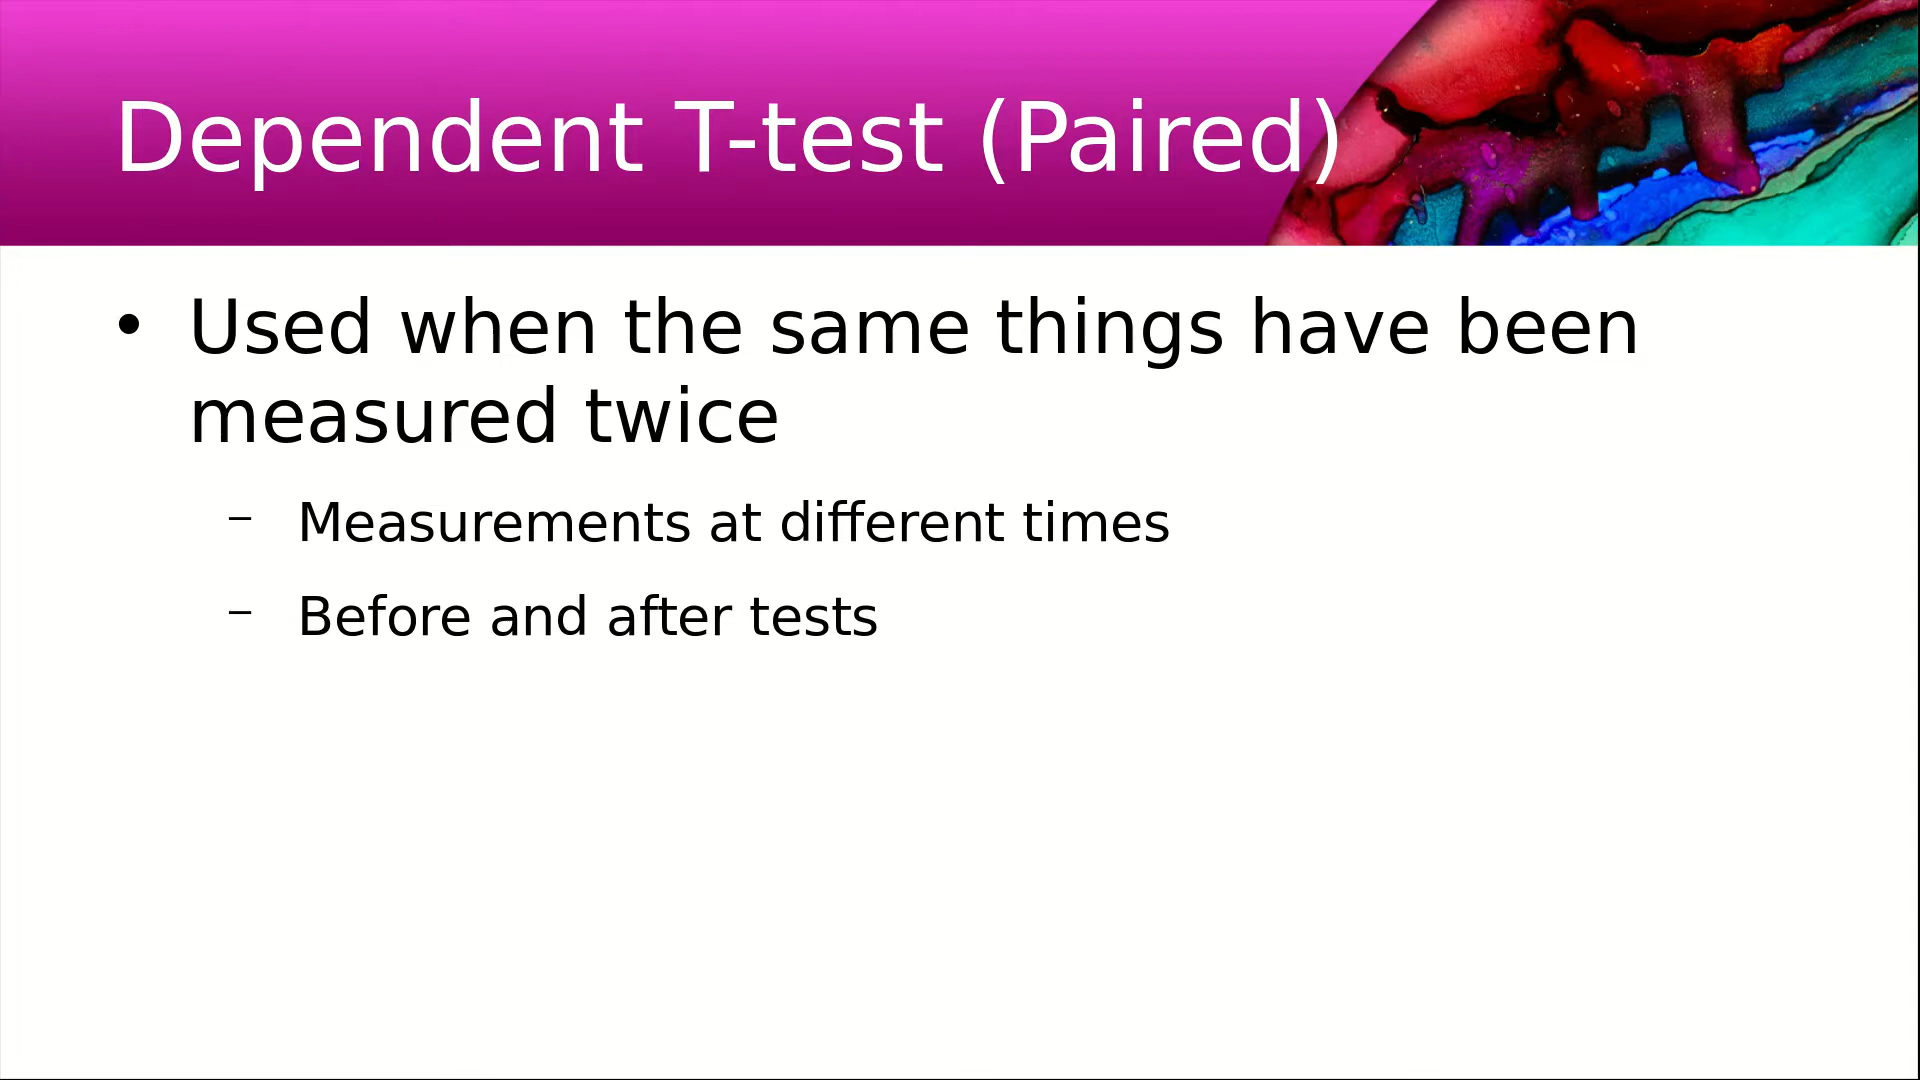 Dependent T-test (Paired)
• Used when the same things have been
measured twice
– Measurements at different times
– Before and after tests